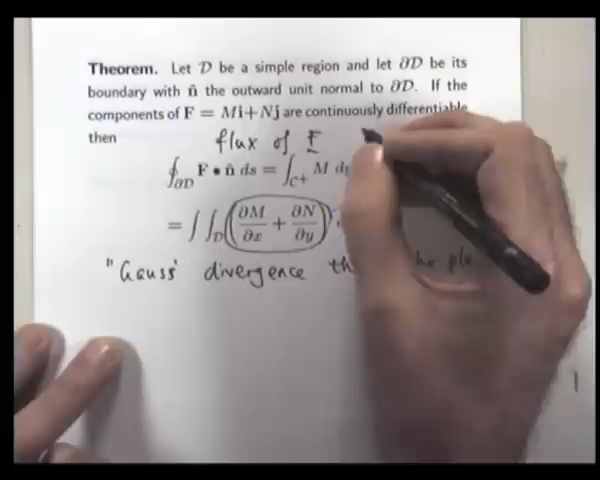 Theorem. Let D be a simple region and let ∂D be its
boundary with n̂ the outward unit normal to ∂D. If the
components of F = Mi+Nj are continuously differentiable
then
flux of F
∮∂D F • n̂ ds = ∫C+ M dy
= ∫∫D (∂M/∂x + ∂N/∂y)
"Gauss' divergence th